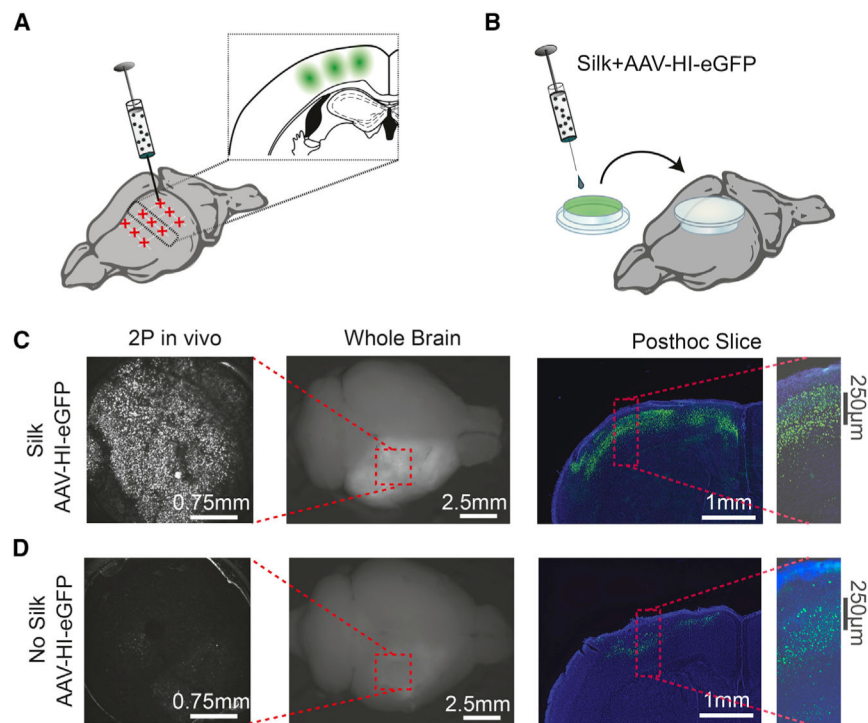 A
B
Silk+AAV-HI-eGFP
C
2P in vivo
Whole Brain
Posthoc Slice
Silk
AAV-HI-eGFP
0.75mm
2.5mm
1mm
250µm
D
No Silk
AAV-HI-eGFP
0.75mm
2.5mm
1mm
250µm